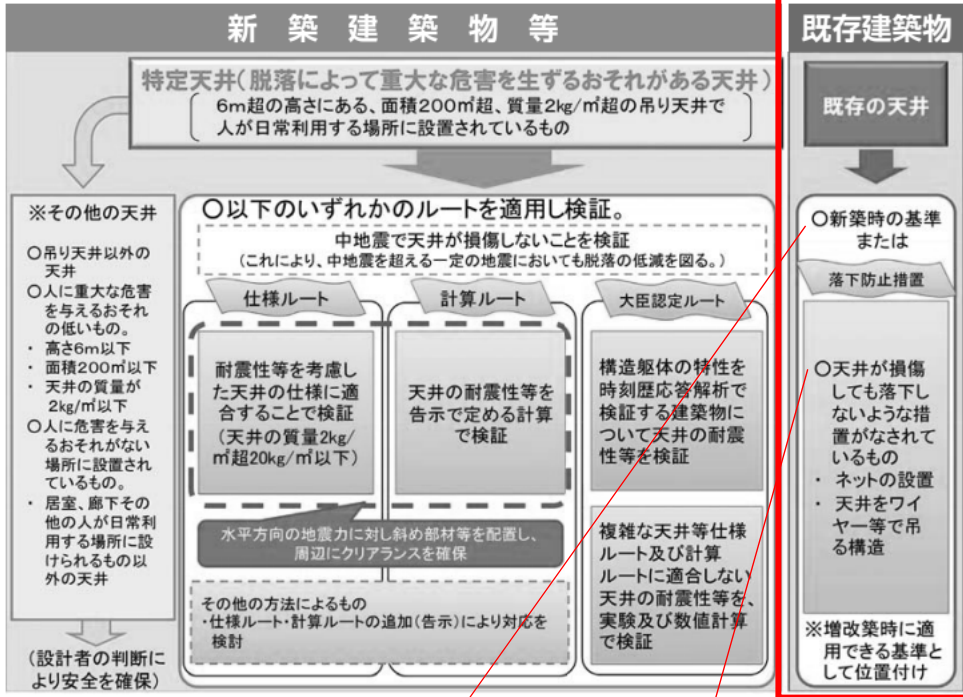 新築建築物等
特定天井(脱落によって重大な危害を生ずるおそれがある天井)
6m超の高さにある、面積200㎡超、質量2kg/㎡超の吊り天井で
人が日常利用する場所に設置されているもの
※その他の天井
○吊り天井以外の
天井
○人に重大な危害
を与えるおそれ
の低いもの。
・ 高さ6m以下
・ 面積200㎡以下
・ 天井の質量が
2kg/㎡以下
○人に危害を与え
るおそれがない
場所に設置され
ているもの。
・ 居室、廊下その
他の人が日常利
用する場所に設
けられるもの以
外の天井
(設計者の判断に
より安全を確保)
○以下のいずれかのルートを適用し検証。
中地震で天井が損傷しないことを検証
(これにより、中地震を超える一定の地震においても脱落の低減を図る。)
仕様ルート
耐震性等を考慮し
た天井の仕様に適
合することで検証
(天井の質量2kg/
㎡超20kg/㎡以下)
計算ルート
天井の耐震性等を
告示で定める計算
で検証
水平方向の地震力に対し斜め部材等を配置し、
周辺にクリアランスを確保
その他の方法によるもの
・仕様ルート・計算ルートの追加(告示)により対応を
検討
大臣認定ルート
構造躯体の特性を
時刻歴応答解析で
検証する建築物に
ついて天井の耐震
性等を検証
複雑な天井等仕様
ルート及び計算
ルートに適合しない
天井の耐震性等を、
実験及び数値計算
で検証
既存建築物
既存の天井
○新築時の基準
または
落下防止措置
○天井が損傷
しても落下し
ないような措
置がなされて
いるもの
・ ネットの設置
・ 天井をワイ
ヤー等で吊
る構造
※増改築時に適
用できる基準と
して位置付け